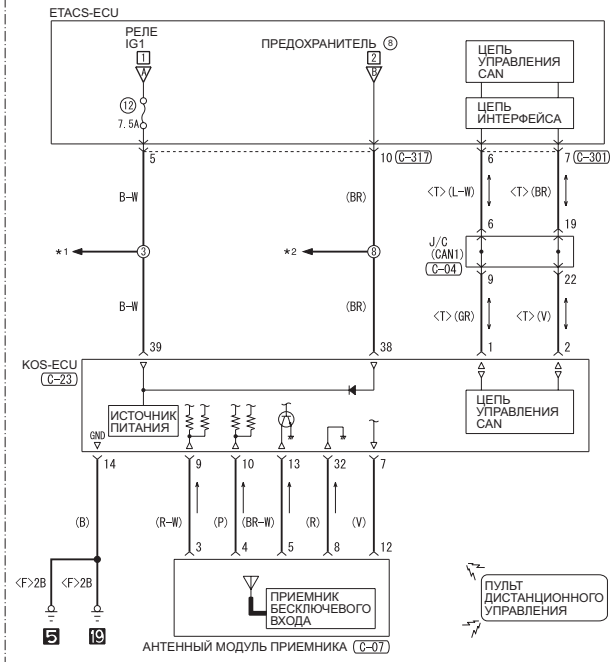 ETACS-ECU
РЕЛЕ
IG1
ПРЕДОХРАНИТЕЛЬ 8
ЦЕПЬ
УПРАВЛЕНИЯ
CAN
1
2
A
B
12
7.5A
ЦЕПЬ
ИНТЕРФЕЙСА
5
10 C-317
6
7 C-301
B-W
(BR)
<T>(L-W)
<T>(BR)
6
19
*1
3
*2
8
J/C
(CAN1)
C-04
9
22
B-W
(BR)
<T>(GR)
<T>(V)
39
38
1
2
KOS-ECU
C-23
ИСТОЧНИК
ПИТАНИЯ
ЦЕПЬ
УПРАВЛЕНИЯ
CAN
GND
14
9
10
13
32
7
(B)
(R-W)
(P)
(BR-W)
(R)
(V)
3
4
5
8
12
<F>2B
<F>2B
ПРИЕМНИК
БЕСКЛЮЧЕВОГО
ВХОДА
ПУЛЬТ
ДИСТАНЦИОННОГО
УПРАВЛЕНИЯ
5
19
АНТЕННЫЙ МОДУЛЬ ПРИЕМНИКА C-07